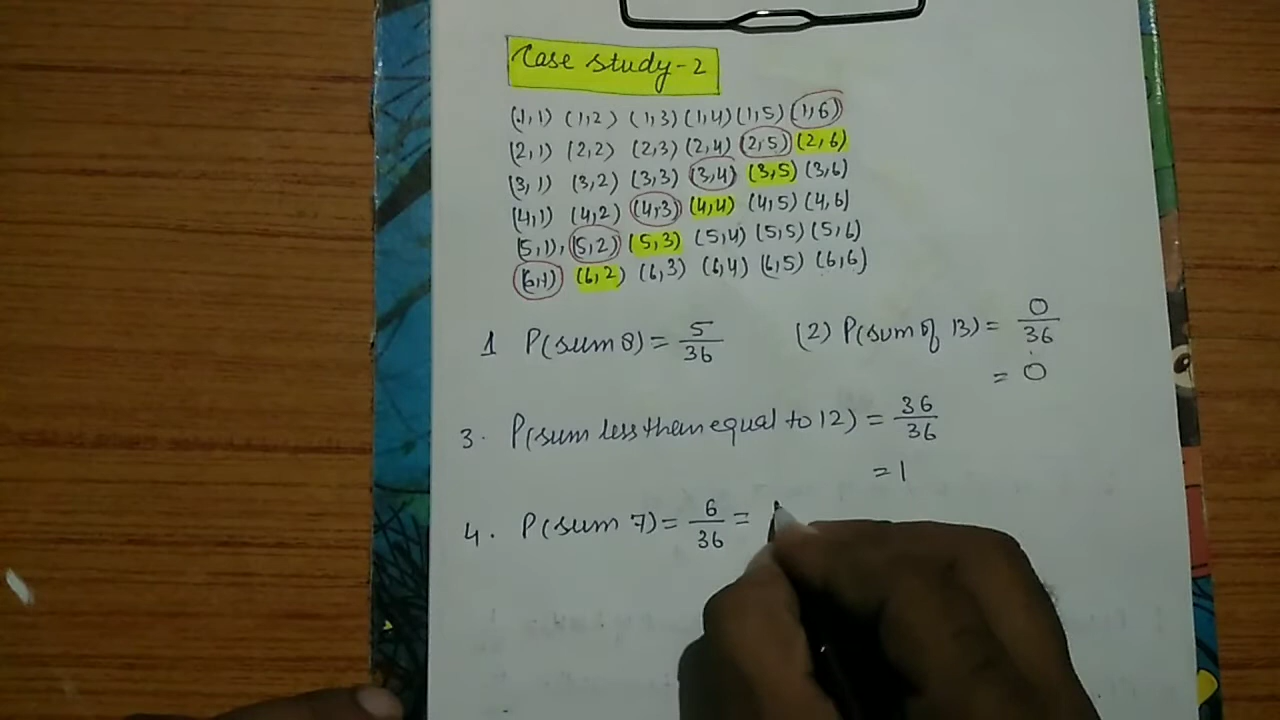 Case study-2
(1,1) (1,2) (1,3) (1,4) (1,5) (1,6)
(2,1) (2,2) (2,3) (2,4) (2,5) (2,6)
(3,1) (3,2) (3,3) (3,4) (3,5) (3,6)
(4,1) (4,2) (4,3) (4,4) (4,5) (4,6)
(5,1), (5,2) (5,3) (5,4) (5,5) (5,6)
(6,1) (6,2) (6,3) (6,4) (6,5) (6,6)
1 P(sum 8) = 5/36 (2) P(sum of 13) = 0/36
= 0
3. P(sum less then equal to 12) = 36/36
= 1
4. P(sum 7) = 6/36 =